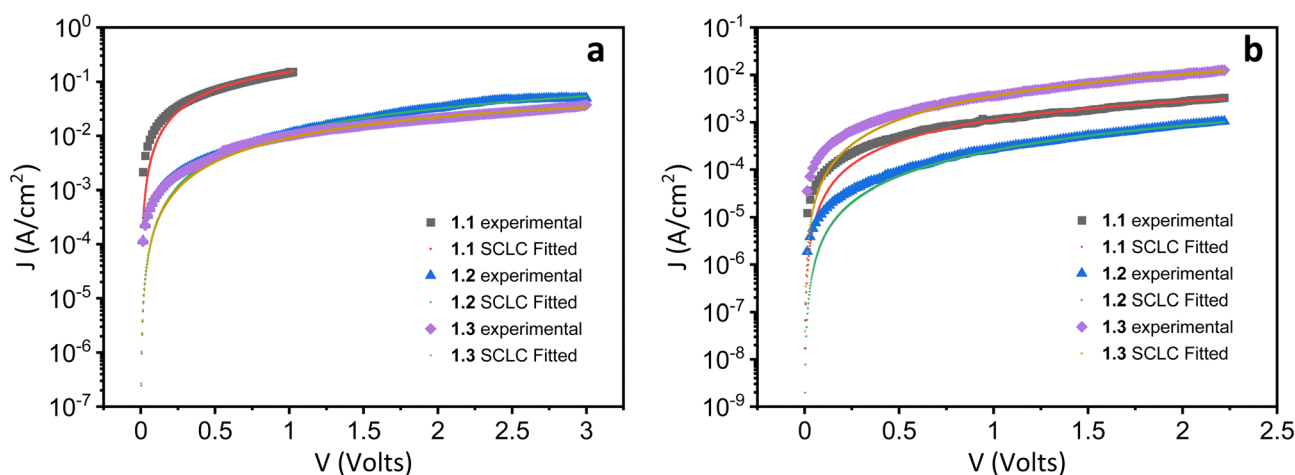 a
10^0
10^-1
10^-2
10^-3
10^-4
10^-5
10^-6
10^-7
J (A/cm^2)
1.1 experimental
1.1 SCLC Fitted
1.2 experimental
1.2 SCLC Fitted
1.3 experimental
1.3 SCLC Fitted
0 0.5 1 1.5 2 2.5 3
V (Volts)
b
10^-1
10^-2
10^-3
10^-4
10^-5
10^-6
10^-7
10^-8
10^-9
J (A/cm^2)
1.1 experimental
1.1 SCLC Fitted
1.2 experimental
1.2 SCLC Fitted
1.3 experimental
1.3 SCLC Fitted
0 0.5 1 1.5 2 2.5
V (Volts)